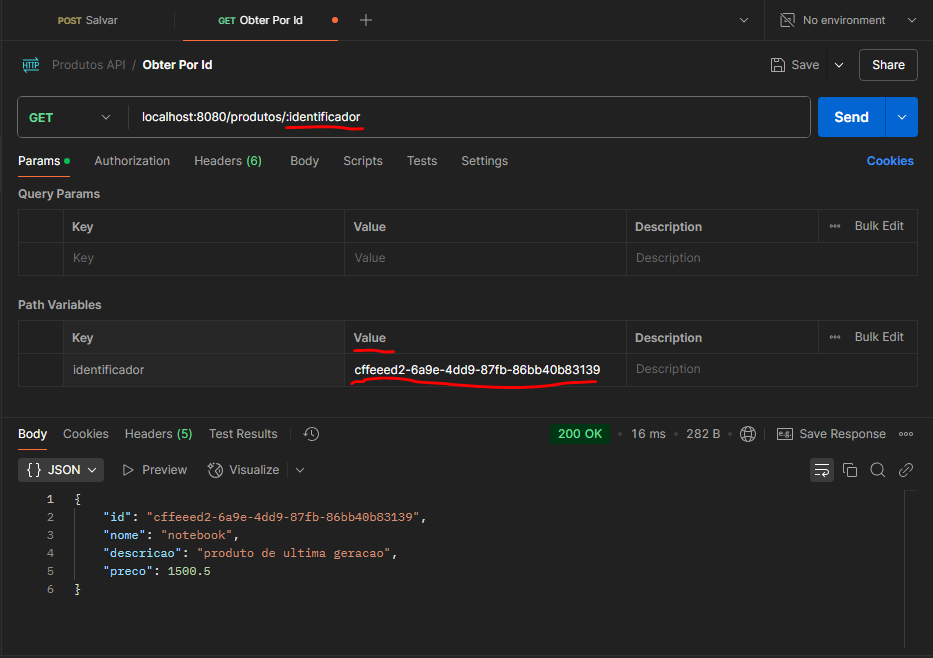 POST Salvar
GET Obter Por Id
No environment
HTTP Produtos API / Obter Por Id
Save
Share
GET
localhost:8080/produtos/:identificador
Send
Params
Authorization
Headers (6)
Body
Scripts
Tests
Settings
Cookies
Query Params
Key Value Description Bulk Edit
Key Value Description
Path Variables
Key Value Description Bulk Edit
identificador cffeeed2-6a9e-4dd9-87fb-86bb40b83139 Description
Body Cookies Headers (5) Test Results
200 OK 16 ms 282 B e.g. Save Response
{} JSON Preview Visualize
1 {
2 "id": "cffeeed2-6a9e-4dd9-87fb-86bb40b83139",
3 "nome": "notebook",
4 "descricao": "produto de ultima geracao",
5 "preco": 1500.5
6 }